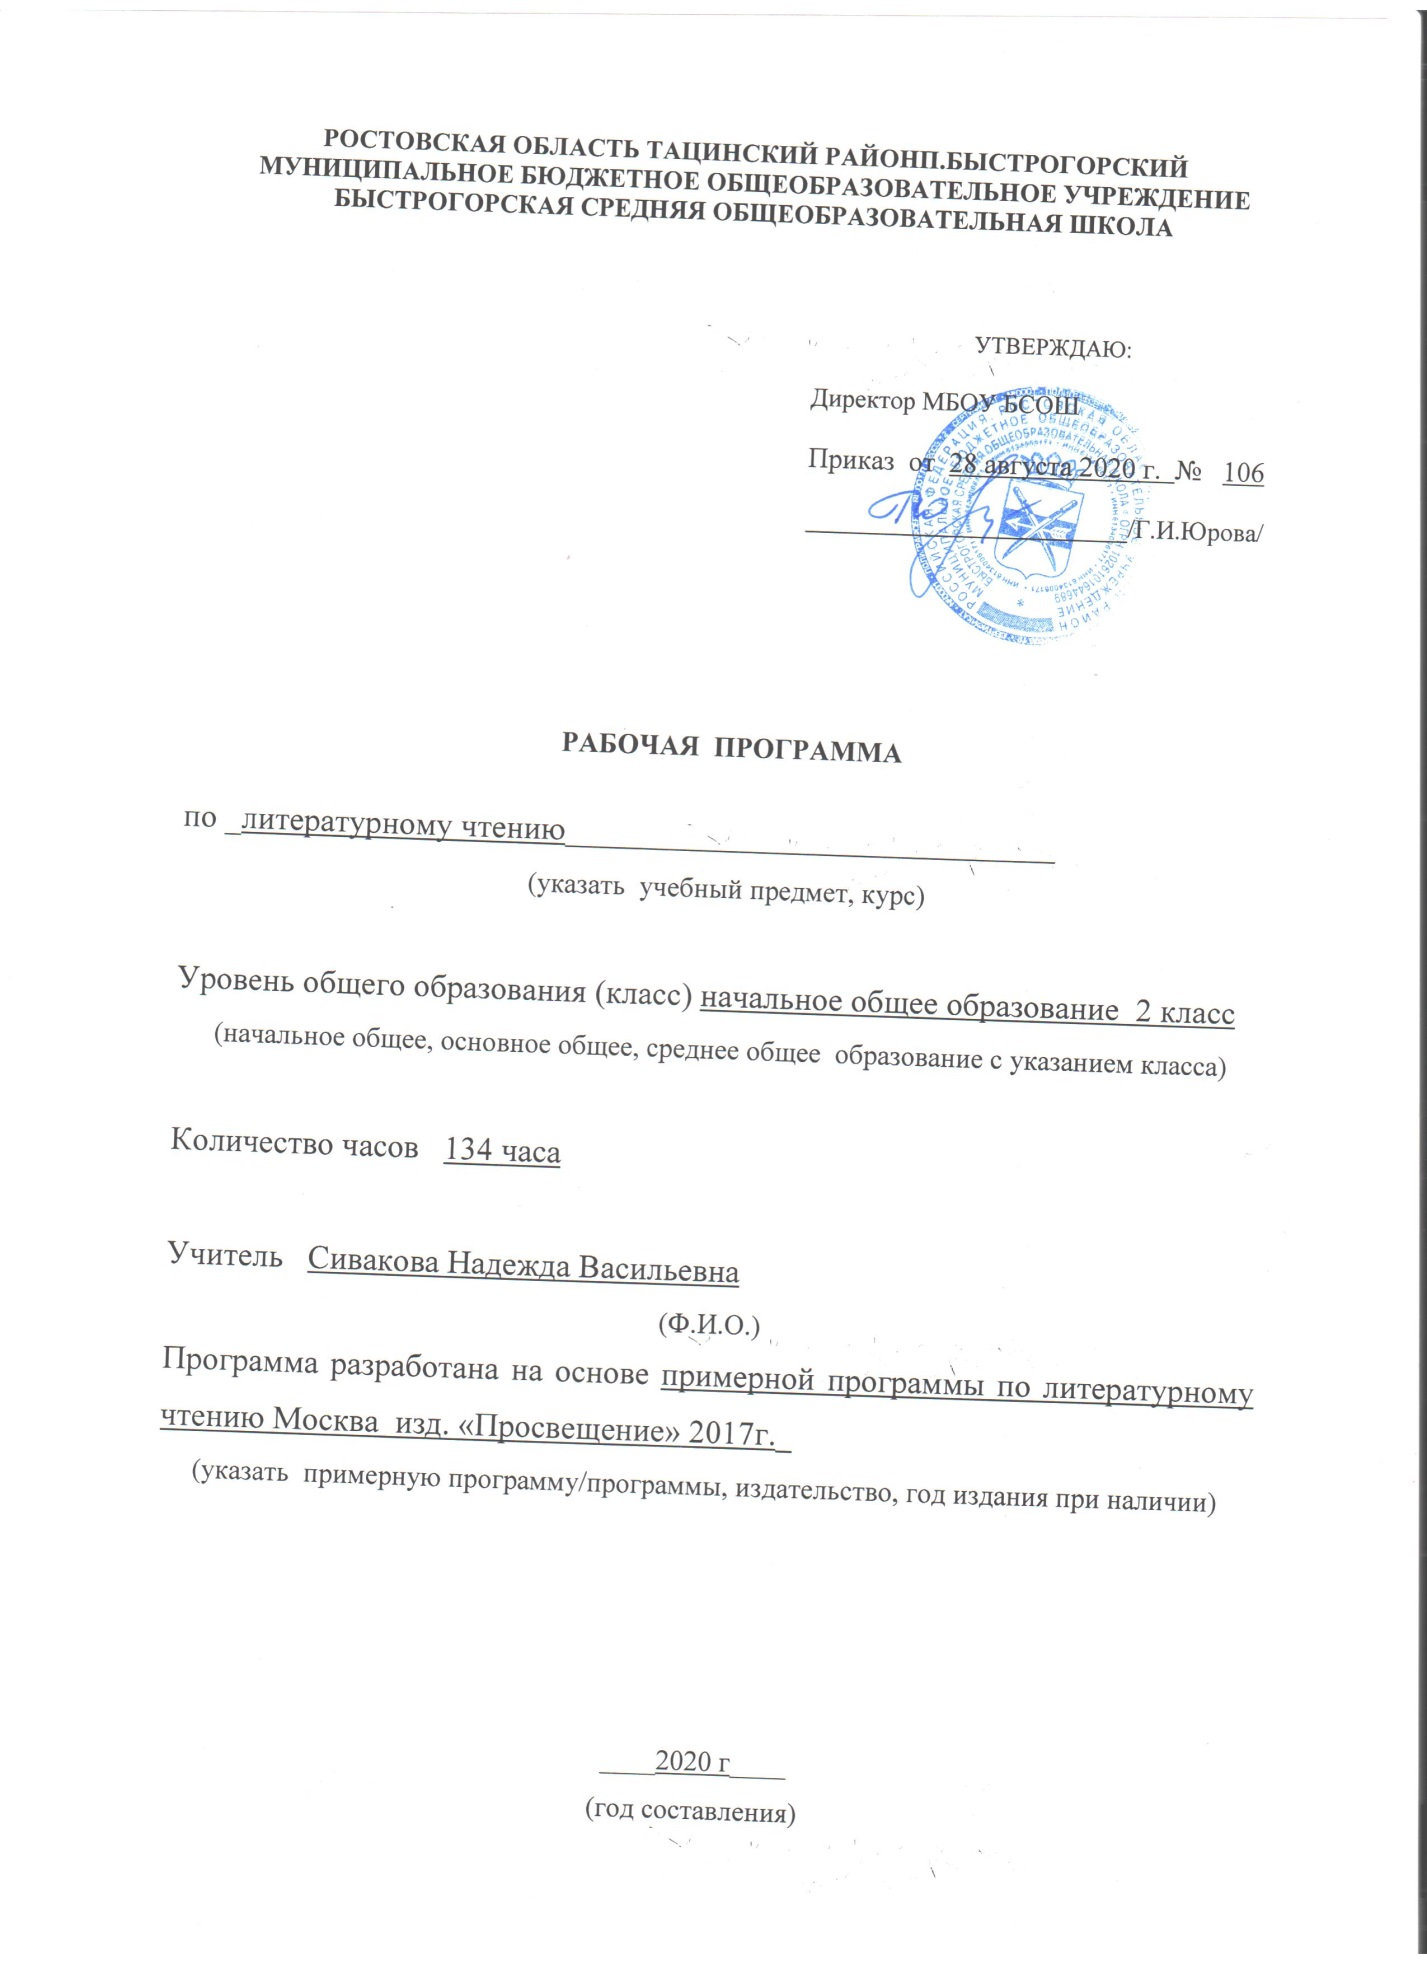 РОСТОВСКАЯ ОБЛАСТЬ ТАЦИНСКИЙ РАЙОНП.БЫСТРОГОРСКИЙ
МУНИЦИПАЛЬНОЕ БЮДЖЕТНОЕ ОБЩЕОБРАЗОВАТЕЛЬНОЕ УЧРЕЖДЕНИЕ
БЫСТРОГОРСКАЯ СРЕДНЯЯ ОБЩЕОБРАЗОВАТЕЛЬНАЯ ШКОЛА
УТВЕРЖДАЮ:
Директор МБОУ БСОШ
Приказ от 28 августа 2020 г. № 106
/Г.И.Юрова/
РАБОЧАЯ ПРОГРАММА
по литературному чтению
(указать учебный предмет, курс)
Уровень общего образования (класс) начальное общее образование 2 класс
(начальное общее, основное общее, среднее общее образование с указанием класса)
Количество часов 134 часа
Учитель Сивакова Надежда Васильевна
(Ф.И.О.)
Программа разработана на основе примерной программы по литературному
чтению Москва изд. «Просвещение» 2017г.
(указать примерную программу/программы, издательство, год издания при наличии)
2020 г
(год составления)